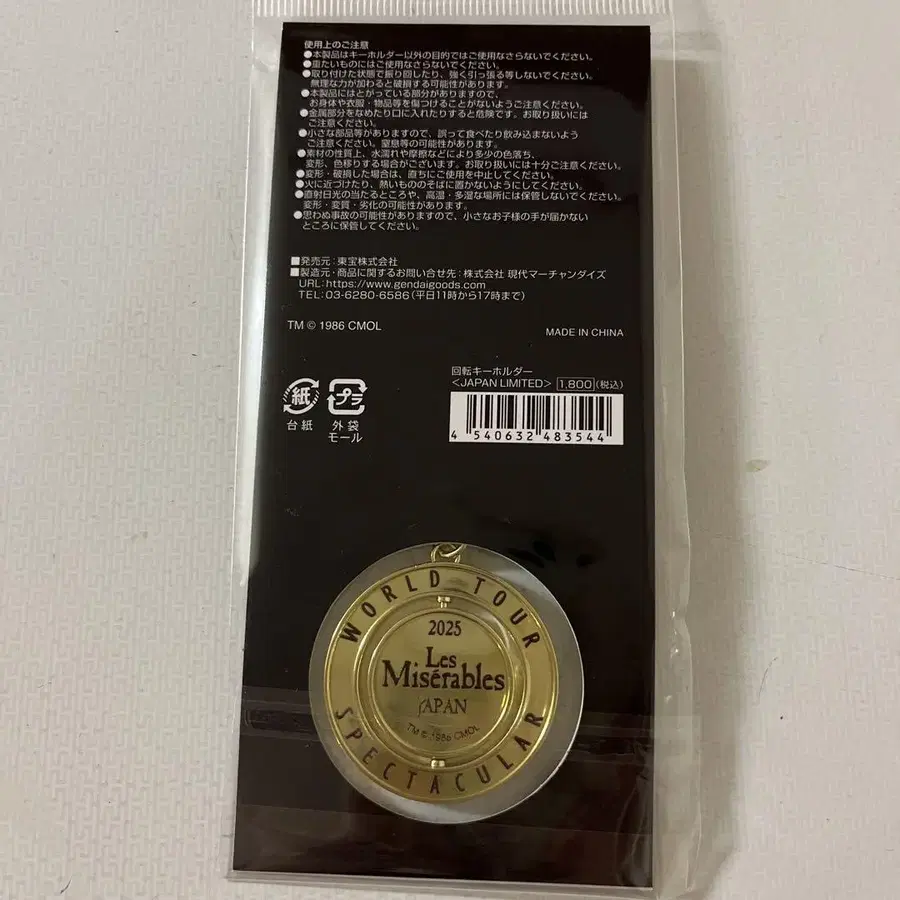 使用上のご注意
●本製品はキーホルダー以外の目的ではご使用なさらないでください。
●重たいものにはご使用なさらないでください。
●取り付けた状態で振り回したり、強く引っ張る等しないでください。
無理な力が加わると破損する可能性があります。
●本製品にはとがっている部分がありますので、
お身体や衣服・物品等を傷つけることがないようご注意ください。
●金属部分をなめたり口に入れたりすると危険です。お取り扱いには
ご注意ください。
●小さな部品等がありますので、誤って食べたり飲み込まないよう
ご注意ください。窒息等の可能性があります。
●素材の性質上、水濡れや摩擦などにより多少の色落ち、
変形、色移りする場合がございます。お取り扱いには十分ご注意ください。
●変形・破損した場合は、直ちにご使用を中止してください。
●火に近づけたり、熱いもののそばに置かないようにしてください。
●直射日光の当たるところや、高温・多湿な場所には保管しないでください。
変形・変質・劣化の可能性があります。
●思わぬ事故の可能性がありますので、小さなお子様の手が届かない
ところに保管してください。
■発売元：東宝株式会社
■製造元・商品に関するお問い合せ先：株式会社 現代マーチャンダイズ
URL:https://www.gendaigoods.com
TEL:03-6280-6586(平日11時から17時まで)
TM © 1986 CMOL
MADE IN CHINA
回転キーホルダー
<JAPAN LIMITED> 1,800(税込)
紙
台紙
プラ
外袋
モール
4 540632 483544
WORLD TOUR
2025
Les
Misérables
JAPAN
TM © 1986 CMOL
SPECTACULAR